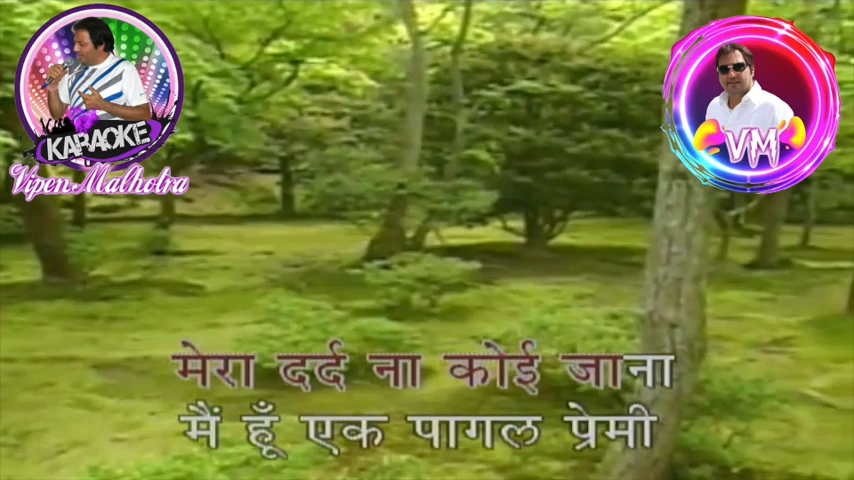 KARAOKE
Vipen Malhotra
VM
मेरा दर्द ना कोई जाना
मैं हूँ एक पागल प्रेमी